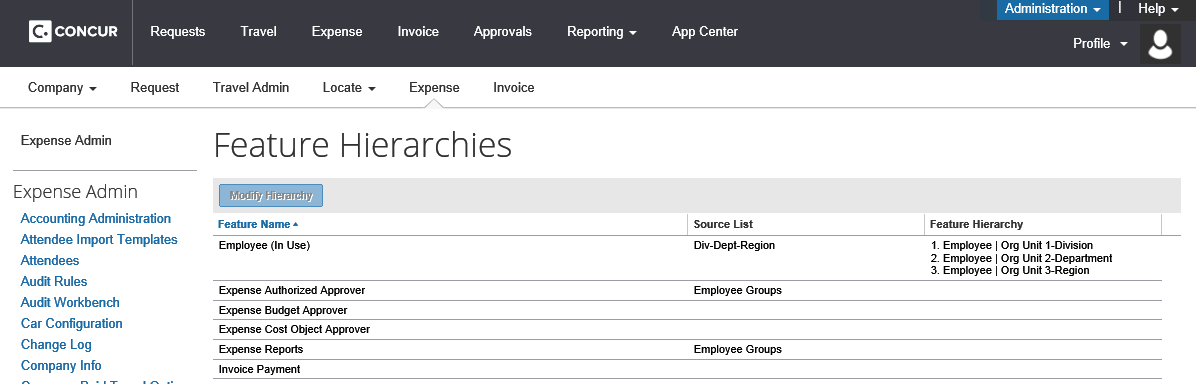 Administration | Help
C. CONCUR Requests Travel Expense Invoice Approvals Reporting App Center
Profile
Company Request Travel Admin Locate Expense Invoice
Expense Admin
Feature Hierarchies
Expense Admin
Modify Hierarchy
Accounting Administration
Attendee Import Templates
Attendees
Audit Rules
Audit Workbench
Car Configuration
Change Log
Company Info
Feature Name Source List Feature Hierarchy
Employee (In Use) Div-Dept-Region 1. Employee | Org Unit 1-Division
2. Employee | Org Unit 2-Department
3. Employee | Org Unit 3-Region
Expense Authorized Approver Employee Groups
Expense Budget Approver
Expense Cost Object Approver
Expense Reports Employee Groups
Invoice Payment